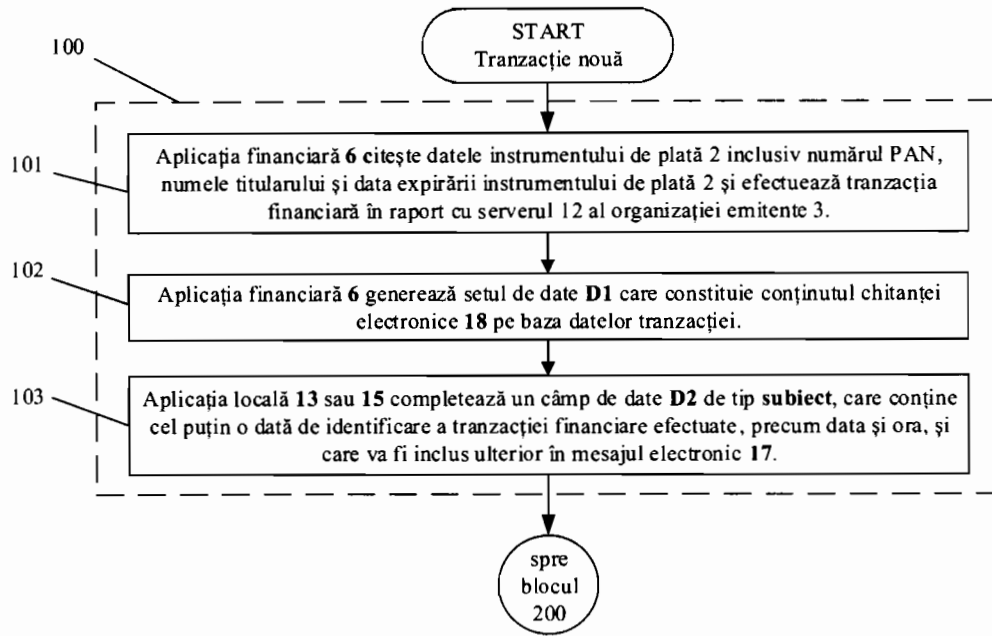 START
Tranzacție nouă
100
101
Aplicația financiară 6 citește datele instrumentului de plată 2 inclusiv numărul PAN,
numele titularului și data expirării instrumentului de plată 2 și efectuează tranzacția
financiară în raport cu serverul 12 al organizației emitente 3.
102
Aplicația financiară 6 generează setul de date D1 care constituie conținutul chitanței
electronice 18 pe baza datelor tranzacției.
103
Aplicația locală 13 sau 15 completează un câmp de date D2 de tip subiect, care conține
cel puțin o dată de identificare a tranzacției financiare efectuate, precum data și ora, și
care va fi inclus ulterior în mesajul electronic 17.
spre
blocul
200